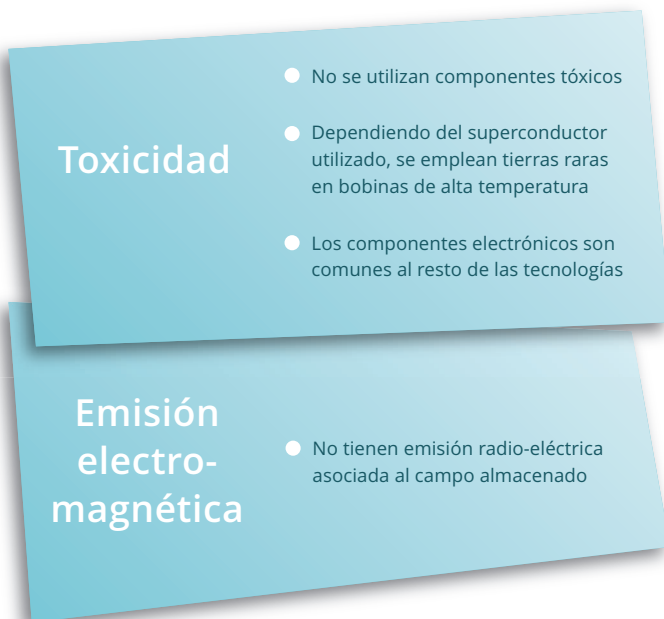 Toxicidad
● No se utilizan componentes tóxicos
● Dependiendo del superconductor
utilizado, se emplean tierras raras
en bobinas de alta temperatura
● Los componentes electrónicos son
comunes al resto de las tecnologías
Emisión
electro-
magnética
● No tienen emisión radio-eléctrica
asociada al campo almacenado